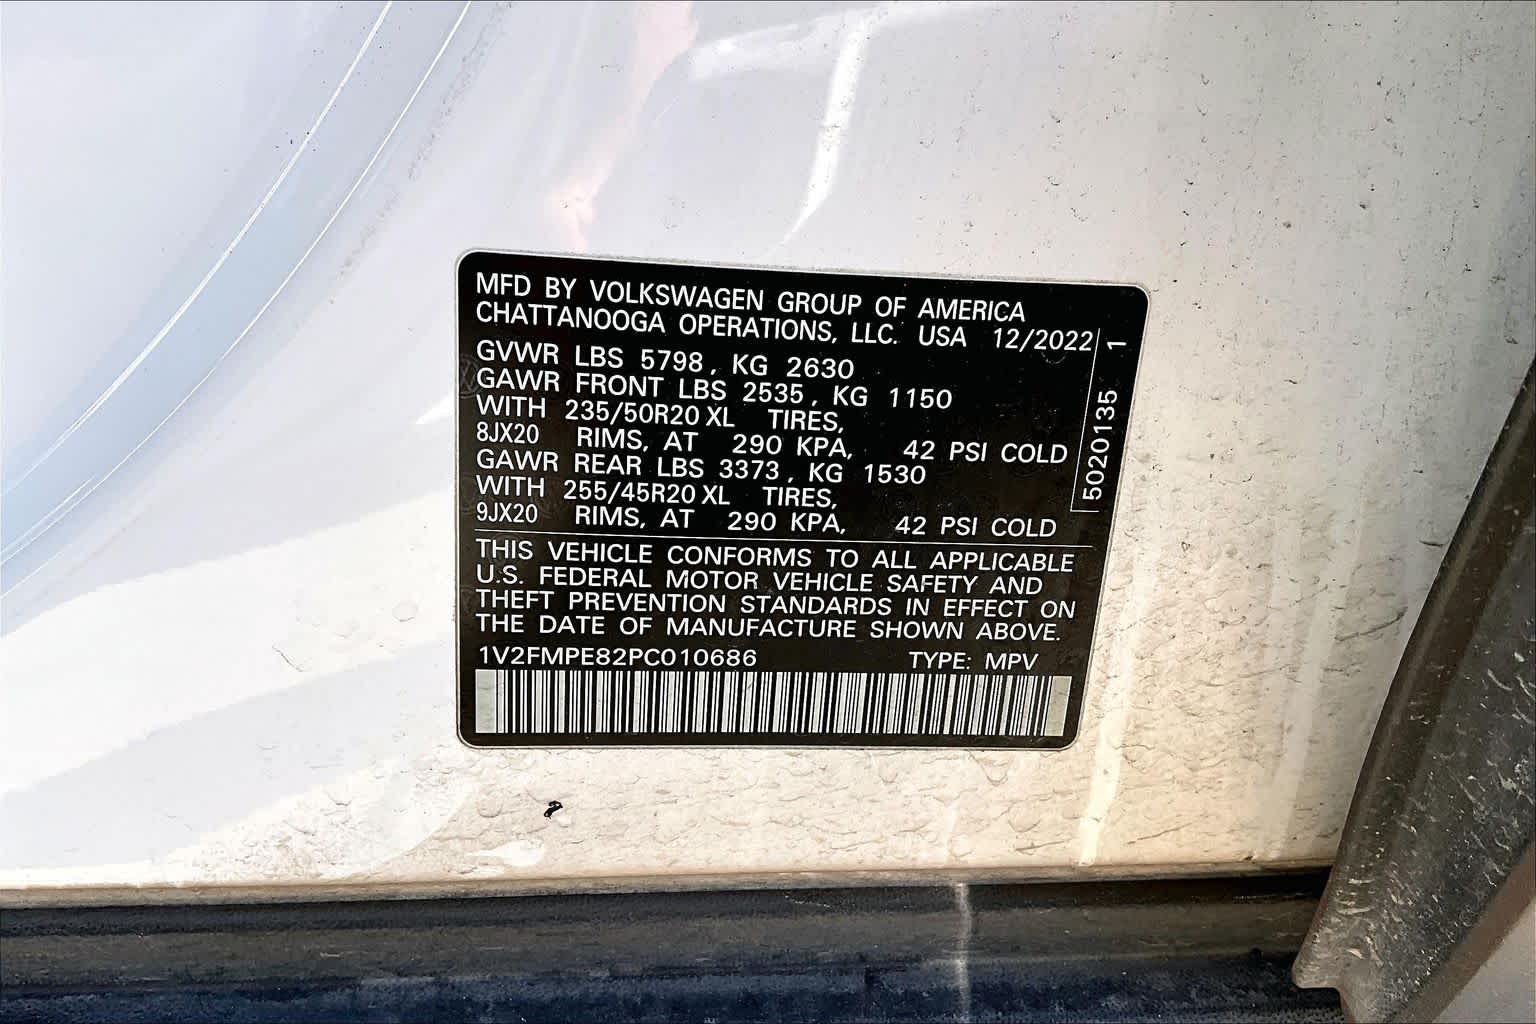 MFD BY VOLKSWAGEN GROUP OF AMERICA
CHATTANOOGA OPERATIONS, LLC. USA 12/2022
GVWR LBS 5798, KG 2630
GAWR FRONT LBS 2535, KG 1150
WITH 235/50R20 XL TIRES,
8JX20 RIMS, AT 290 KPA, 42 PSI COLD
GAWR REAR LBS 3373, KG 1530
WITH 255/45R20 XL TIRES,
9JX20 RIMS, AT 290 KPA, 42 PSI COLD
5020135 1
THIS VEHICLE CONFORMS TO ALL APPLICABLE
U.S. FEDERAL MOTOR VEHICLE SAFETY AND
THEFT PREVENTION STANDARDS IN EFFECT ON
THE DATE OF MANUFACTURE SHOWN ABOVE.
1V2FMPE82PC010686 TYPE: MPV